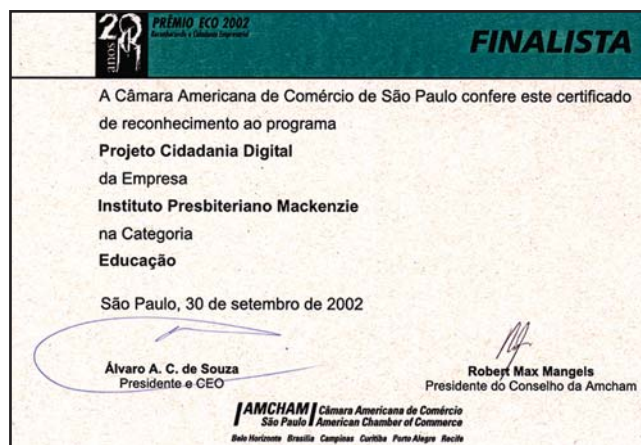 20 anos
PRÊMIO ECO 2002
Reconhecendo a Cidadania Empresarial
FINALISTA
A Câmara Americana de Comércio de São Paulo confere este certificado
de reconhecimento ao programa
Projeto Cidadania Digital
da Empresa
Instituto Presbiteriano Mackenzie
na Categoria
Educação
São Paulo, 30 de setembro de 2002
Álvaro A. C. de Souza
Presidente e CEO
Robert Max Mangels
Presidente do Conselho da Amcham
AMCHAM Câmara Americana de Comércio
São Paulo American Chamber of Commerce
Belo Horizonte Brasília Campinas Curitiba Porto Alegre Recife